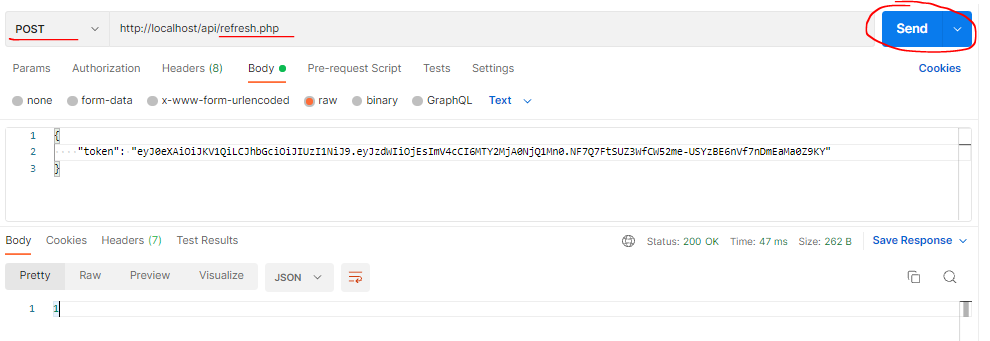 POST http://localhost/api/refresh.php Send
Params Authorization Headers (8) Body Pre-request Script Tests Settings Cookies
none form-data x-www-form-urlencoded raw binary GraphQL Text
1 {
2 "token": "eyJ0eXAiOiJKV1QiLCJhbGciOiJIUzI1NiJ9.eyJzdWIiOjEsImV4cCI6MTY2MjA0NjQ1Mn0.NF7Q7FtSUZ3WfCW52me-USYzBE6nVf7nDmEaMa0Z9KY"
3 }
Body Cookies Headers (7) Test Results Status: 200 OK Time: 47 ms Size: 262 B Save Response
Pretty Raw Preview Visualize JSON
1 1